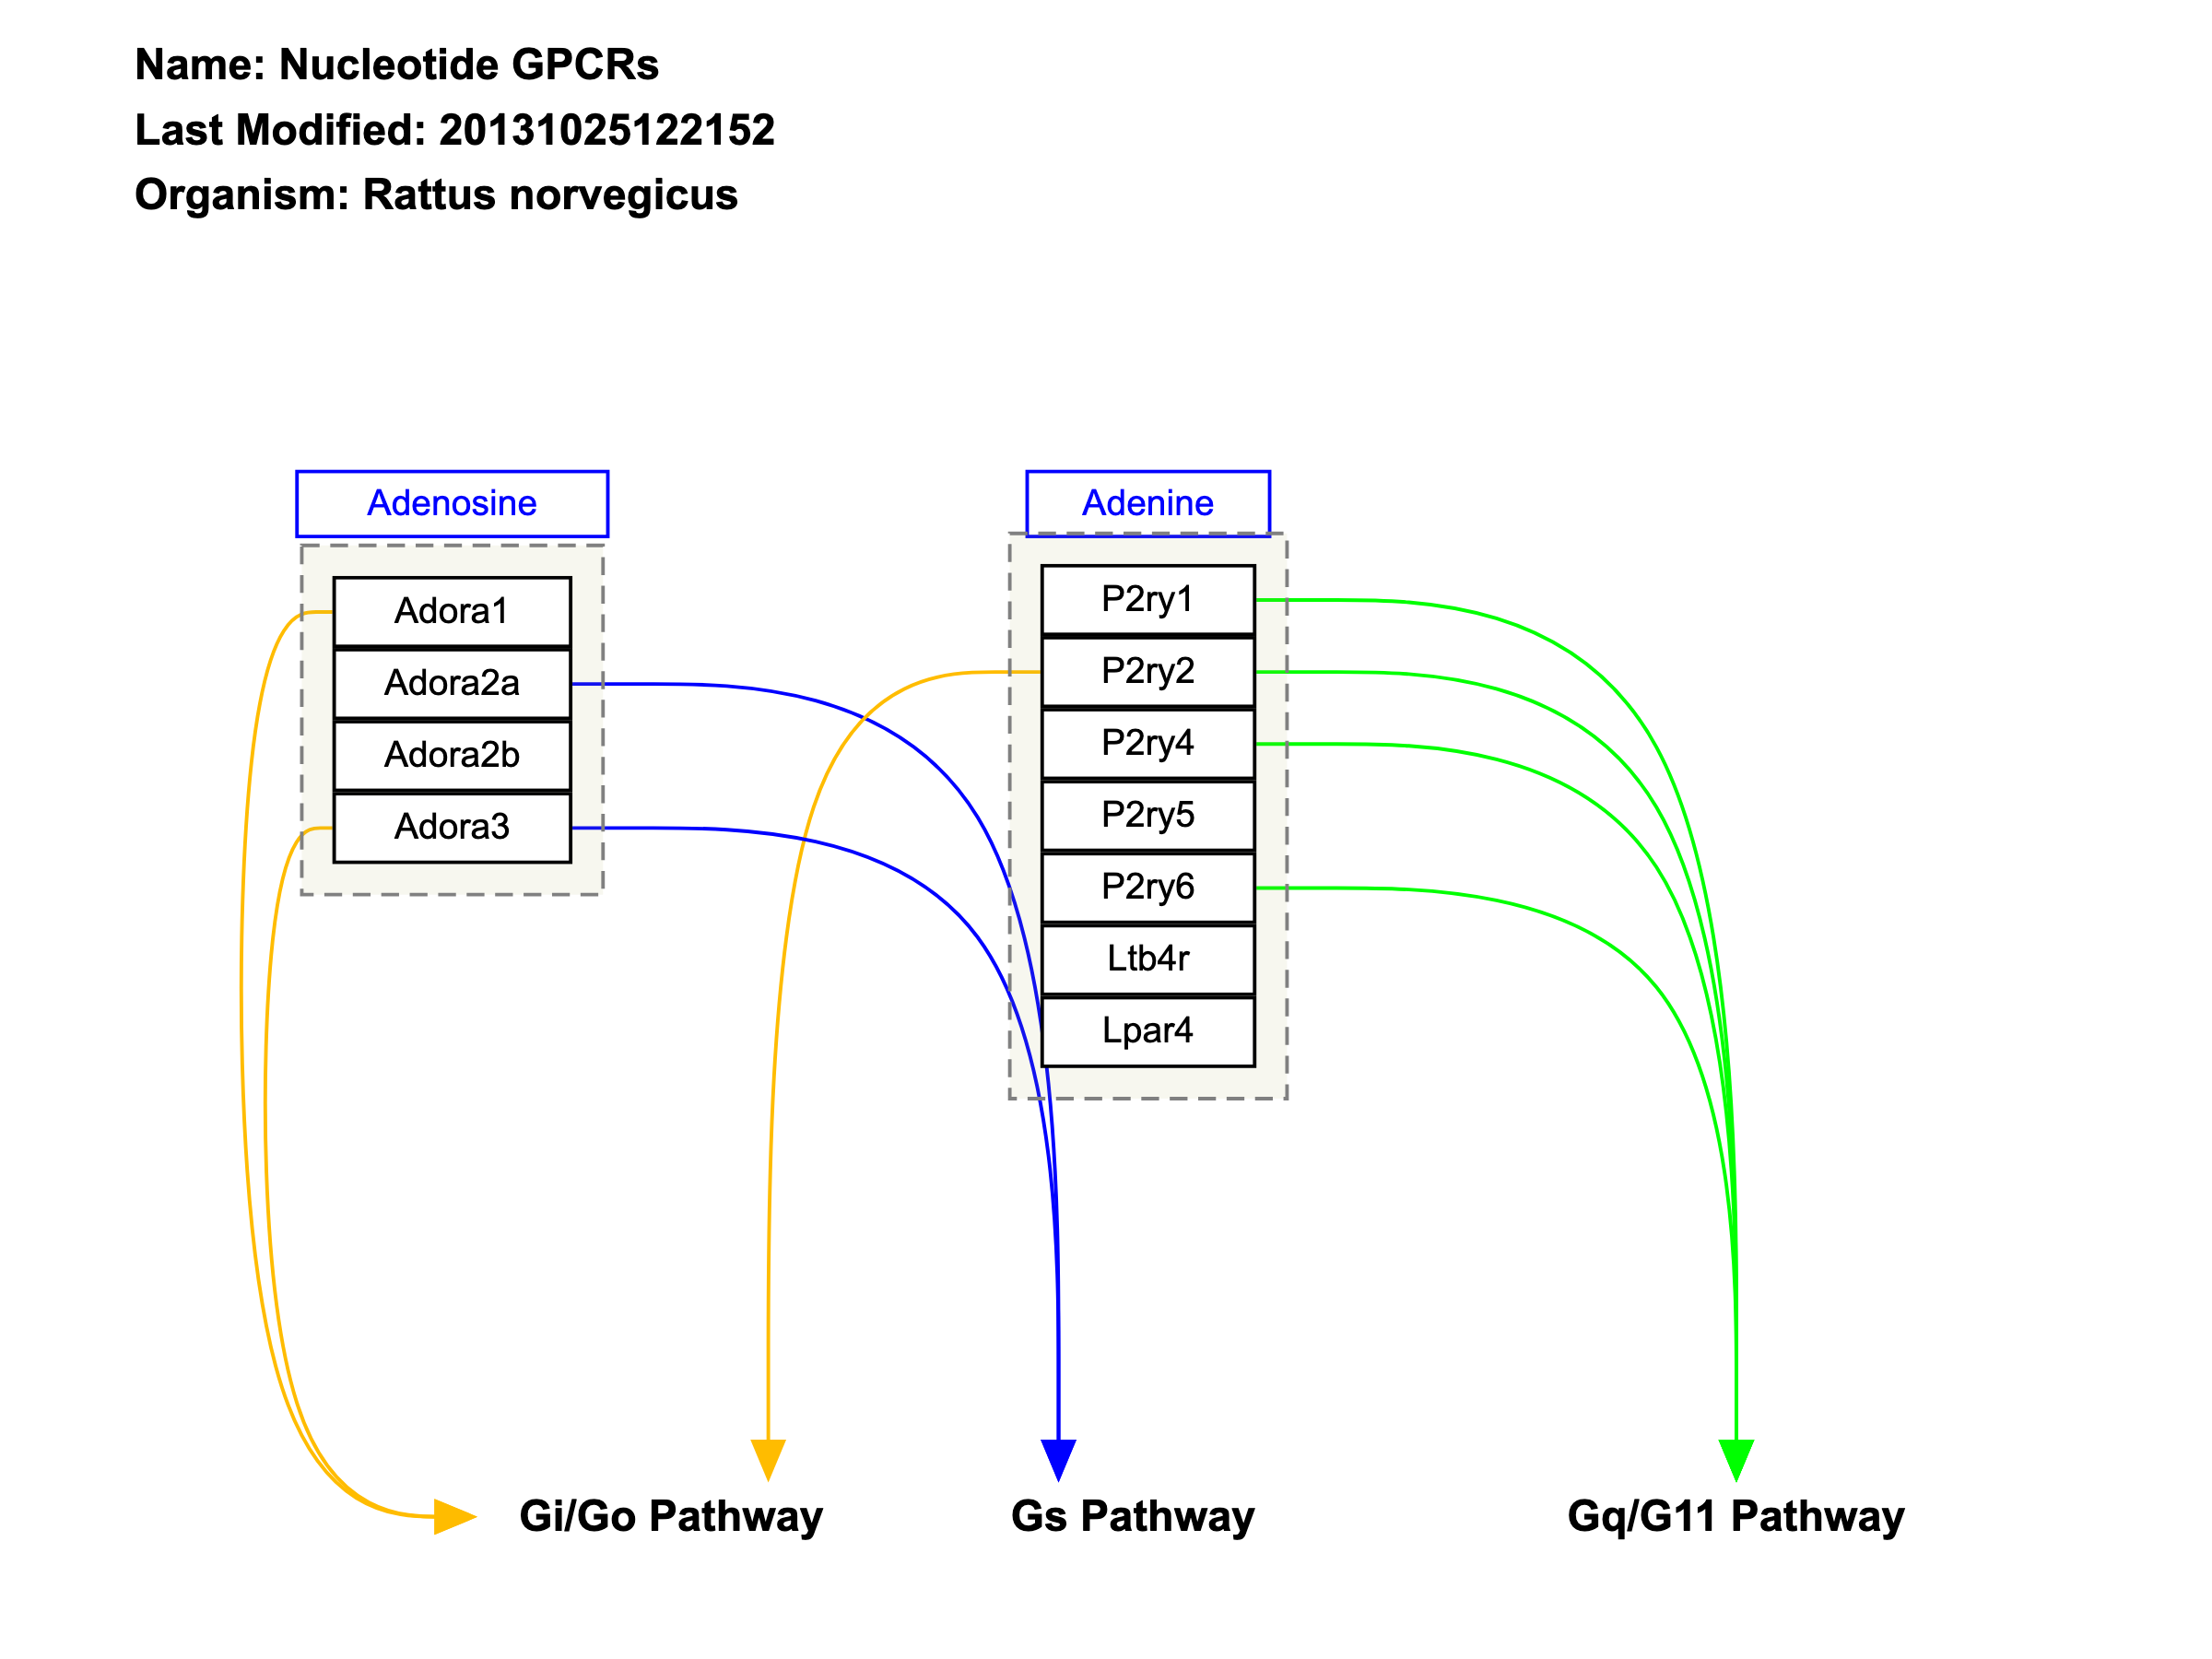 Name: Nucleotide GPCRs
Last Modified: 20131025122152
Organism: Rattus norvegicus
Adenosine
Adora1
Adora2a
Adora2b
Adora3
Adenine
P2ry1
P2ry2
P2ry4
P2ry5
P2ry6
Ltb4r
Lpar4
Gi/Go Pathway
Gs Pathway
Gq/G11 Pathway